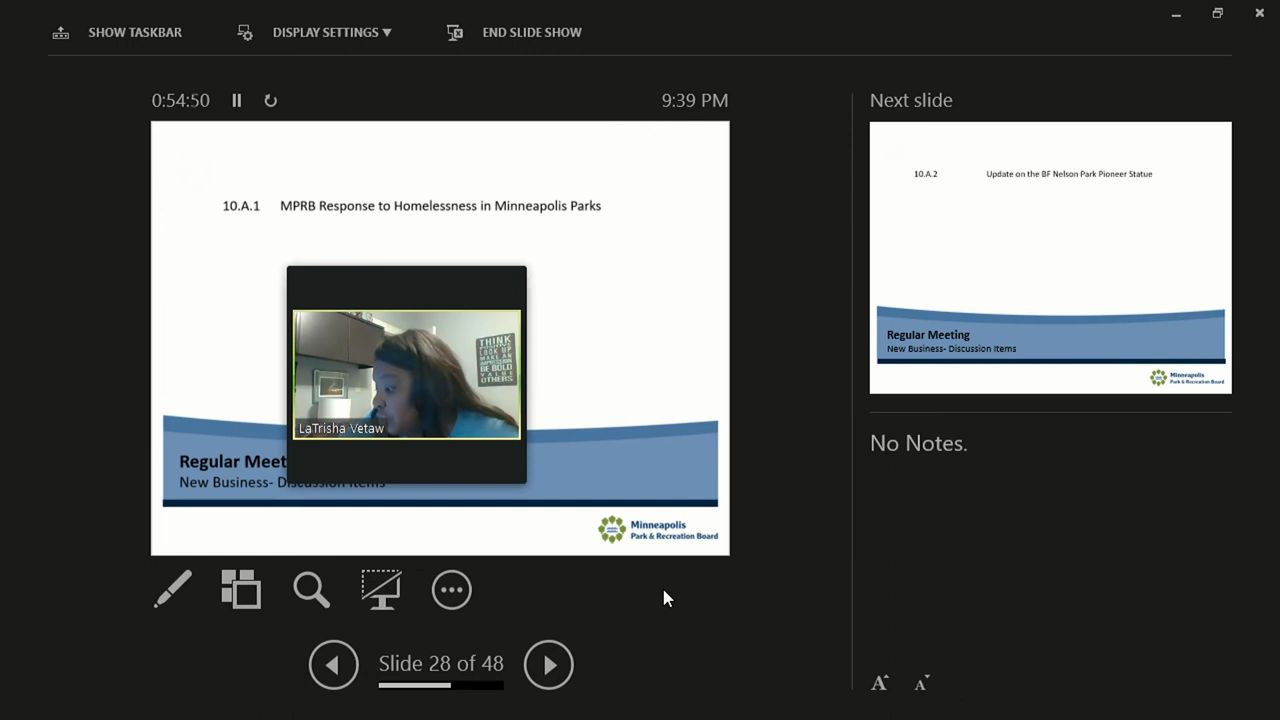 SHOW TASKBAR
DISPLAY SETTINGS ▼
END SLIDE SHOW
0:54:50
9:39 PM
Next slide
10.A.1 MPRB Response to Homelessness in Minneapolis Parks
THINK
LOOK UP
MAKE AN
IMPRESSION
BE BOLD
VALUE
OTHERS
LaTrisha Vetaw
Regular Meet
New Business- Discussion Items
Minneapolis
Park & Recreation Board
Slide 28 of 48
10.A.2 Update on the BF Nelson Park Pioneer Statue
Regular Meeting
New Business- Discussion Items
Minneapolis
Park & Recreation Board
No Notes.
A A